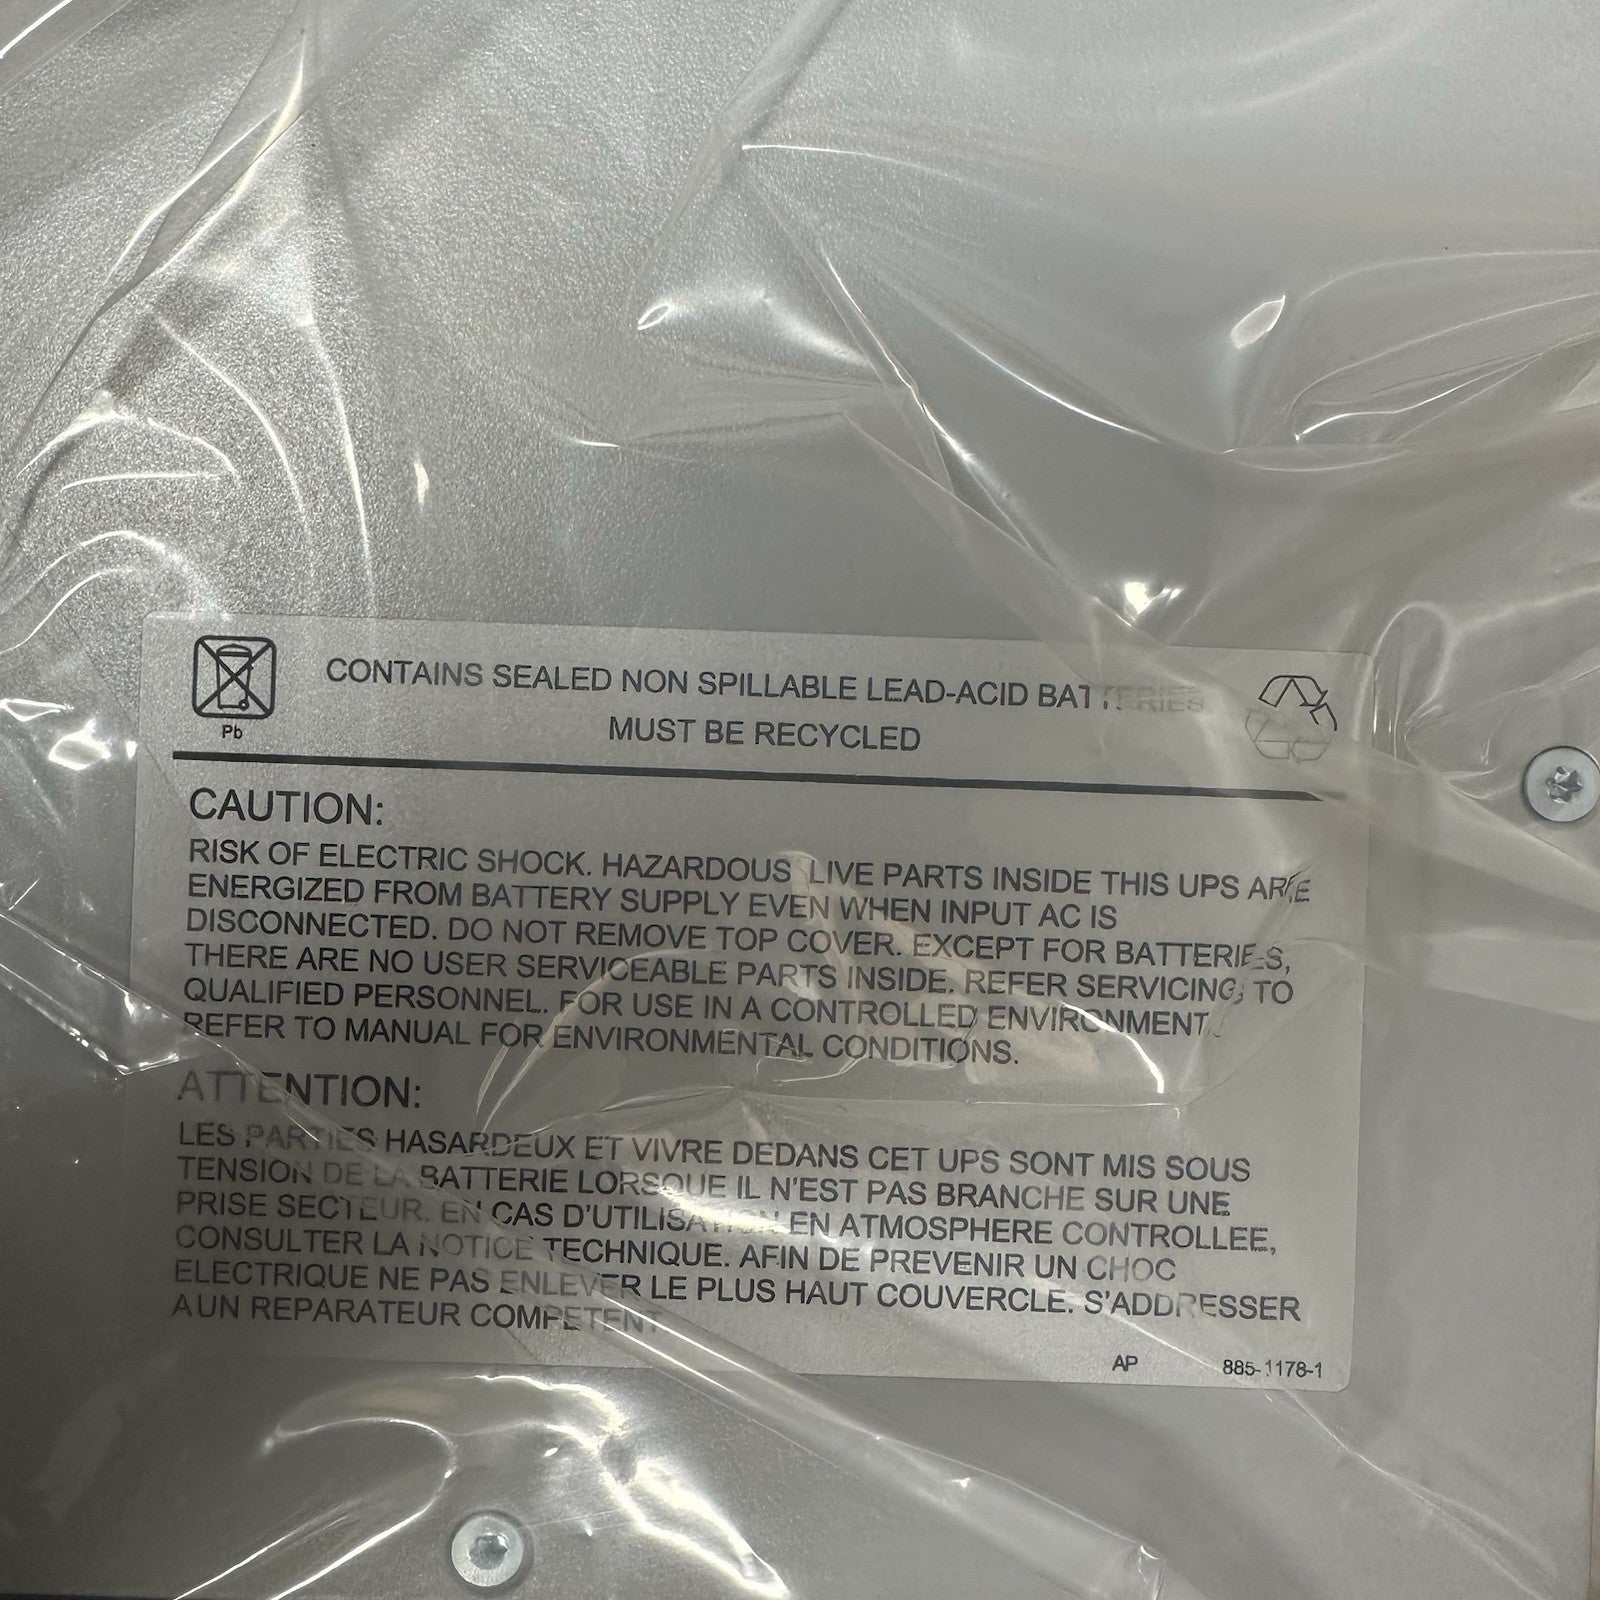 CONTAINS SEALED NON SPILLABLE LEAD-ACID BATTERIES
MUST BE RECYCLED
Pb
CAUTION:
RISK OF ELECTRIC SHOCK. HAZARDOUS LIVE PARTS INSIDE THIS UPS ARE
ENERGIZED FROM BATTERY SUPPLY EVEN WHEN INPUT AC IS
DISCONNECTED. DO NOT REMOVE TOP COVER. EXCEPT FOR BATTERIES,
THERE ARE NO USER SERVICEABLE PARTS INSIDE. REFER SERVICING TO
QUALIFIED PERSONNEL. FOR USE IN A CONTROLLED ENVIRONMENT.
REFER TO MANUAL FOR ENVIRONMENTAL CONDITIONS.
ATTENTION:
LES PARTIES HASARDEUX ET VIVRE DEDANS CET UPS SONT MIS SOUS
TENSION DE LA BATTERIE LORSQUE IL N'EST PAS BRANCHE SUR UNE
PRISE SECTEUR. EN CAS D'UTILISATION EN ATMOSPHERE CONTROLLEE,
CONSULTER LA NOTICE TECHNIQUE. AFIN DE PREVENIR UN CHOC
ELECTRIQUE NE PAS ENLEVER LE PLUS HAUT COUVERCLE. S'ADDRESSER
A UN REPARATEUR COMPETENT
AP 885-1178-1